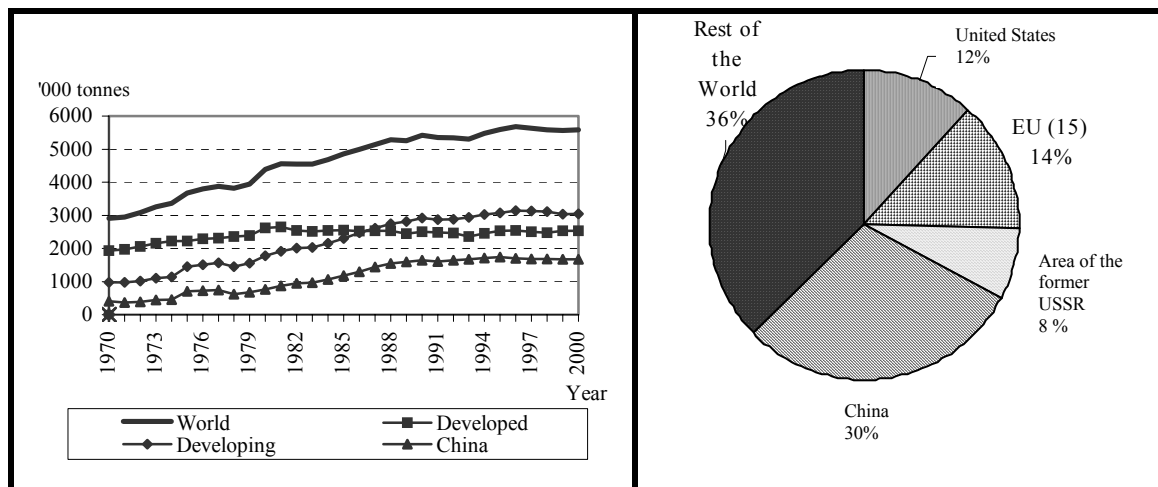 '000 tonnes
6000
5000
4000
3000
2000
1000
0
1970
1973
1976
1979
1982
1985
1988
1991
1994
1997
2000
Year
World
Developed
Developing
China
Rest of
the
World
36%
United States
12%
EU (15)
14%
Area of the
former
USSR
8 %
China
30%